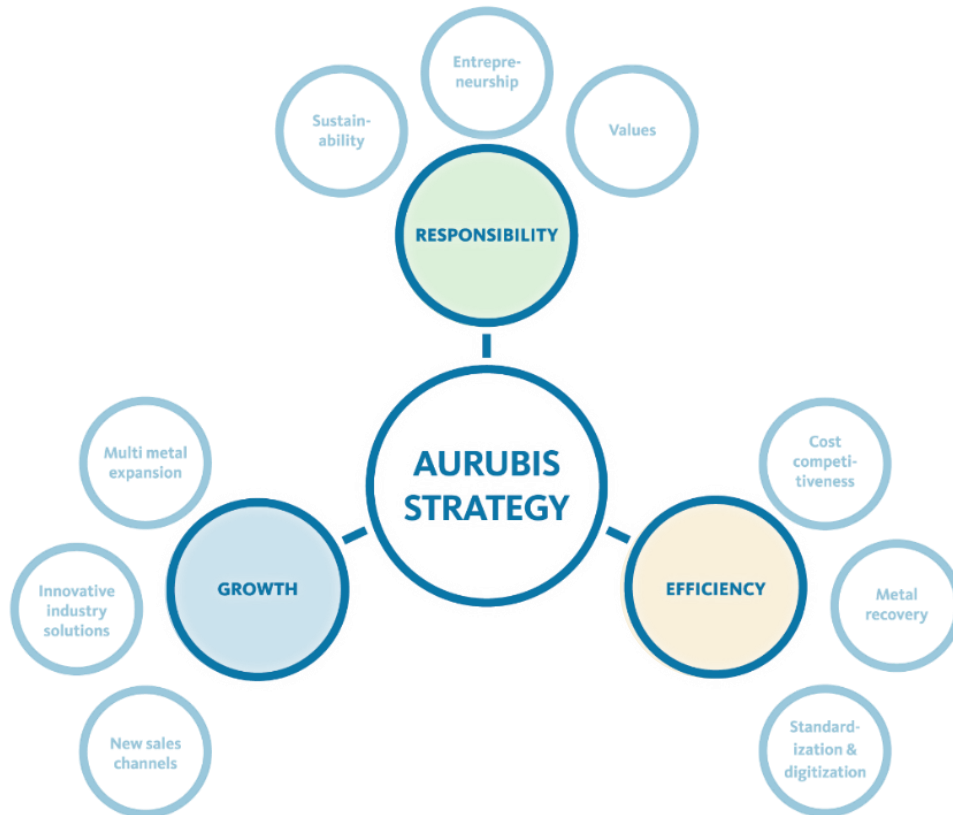 Entrepre-
neurship
Sustain-
ability
Values
RESPONSIBILITY
AURUBIS
STRATEGY
Multi metal
expansion
GROWTH
Innovative
industry
solutions
New sales
channels
Cost
competi-
tiveness
EFFICIENCY
Metal
recovery
Standard-
ization &
digitization